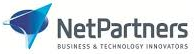 NetPartners
BUSINESS & TECHNOLOGY INNOVATORS